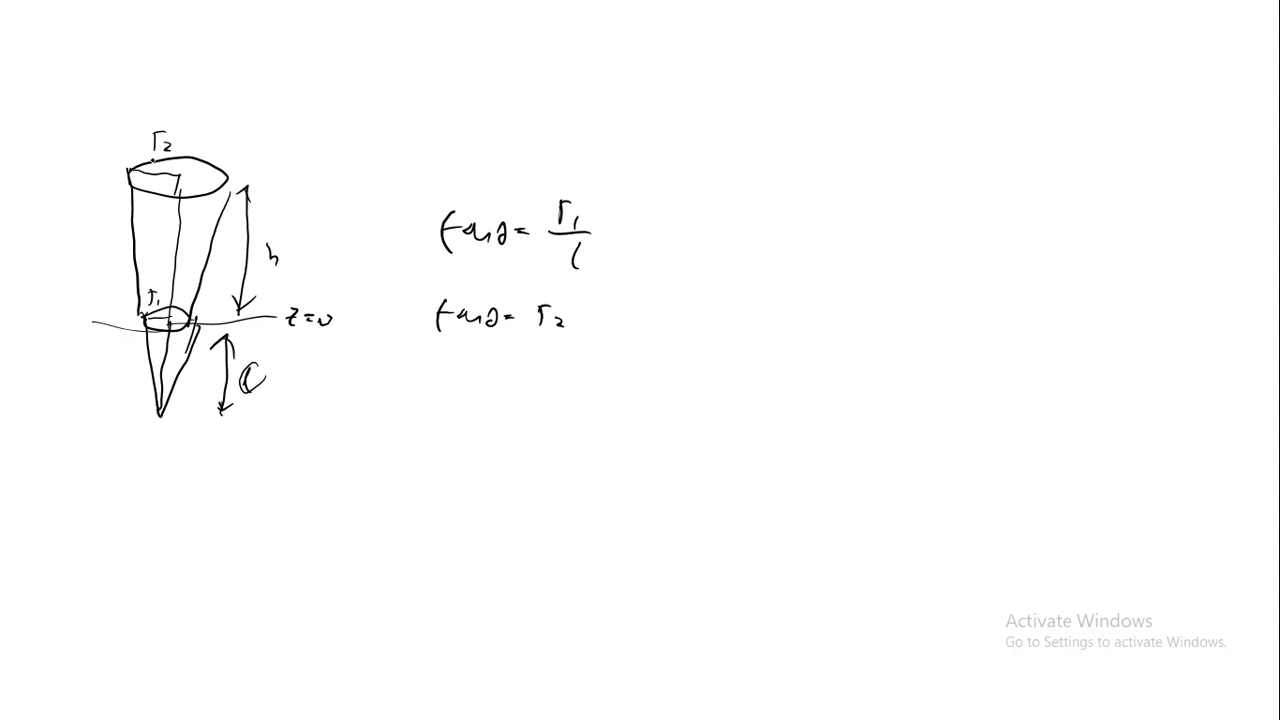 r₂
h
r₁
z=0
l
tanθ= r₁/l
tanθ= r₂
Activate Windows
Go to Settings to activate Windows.